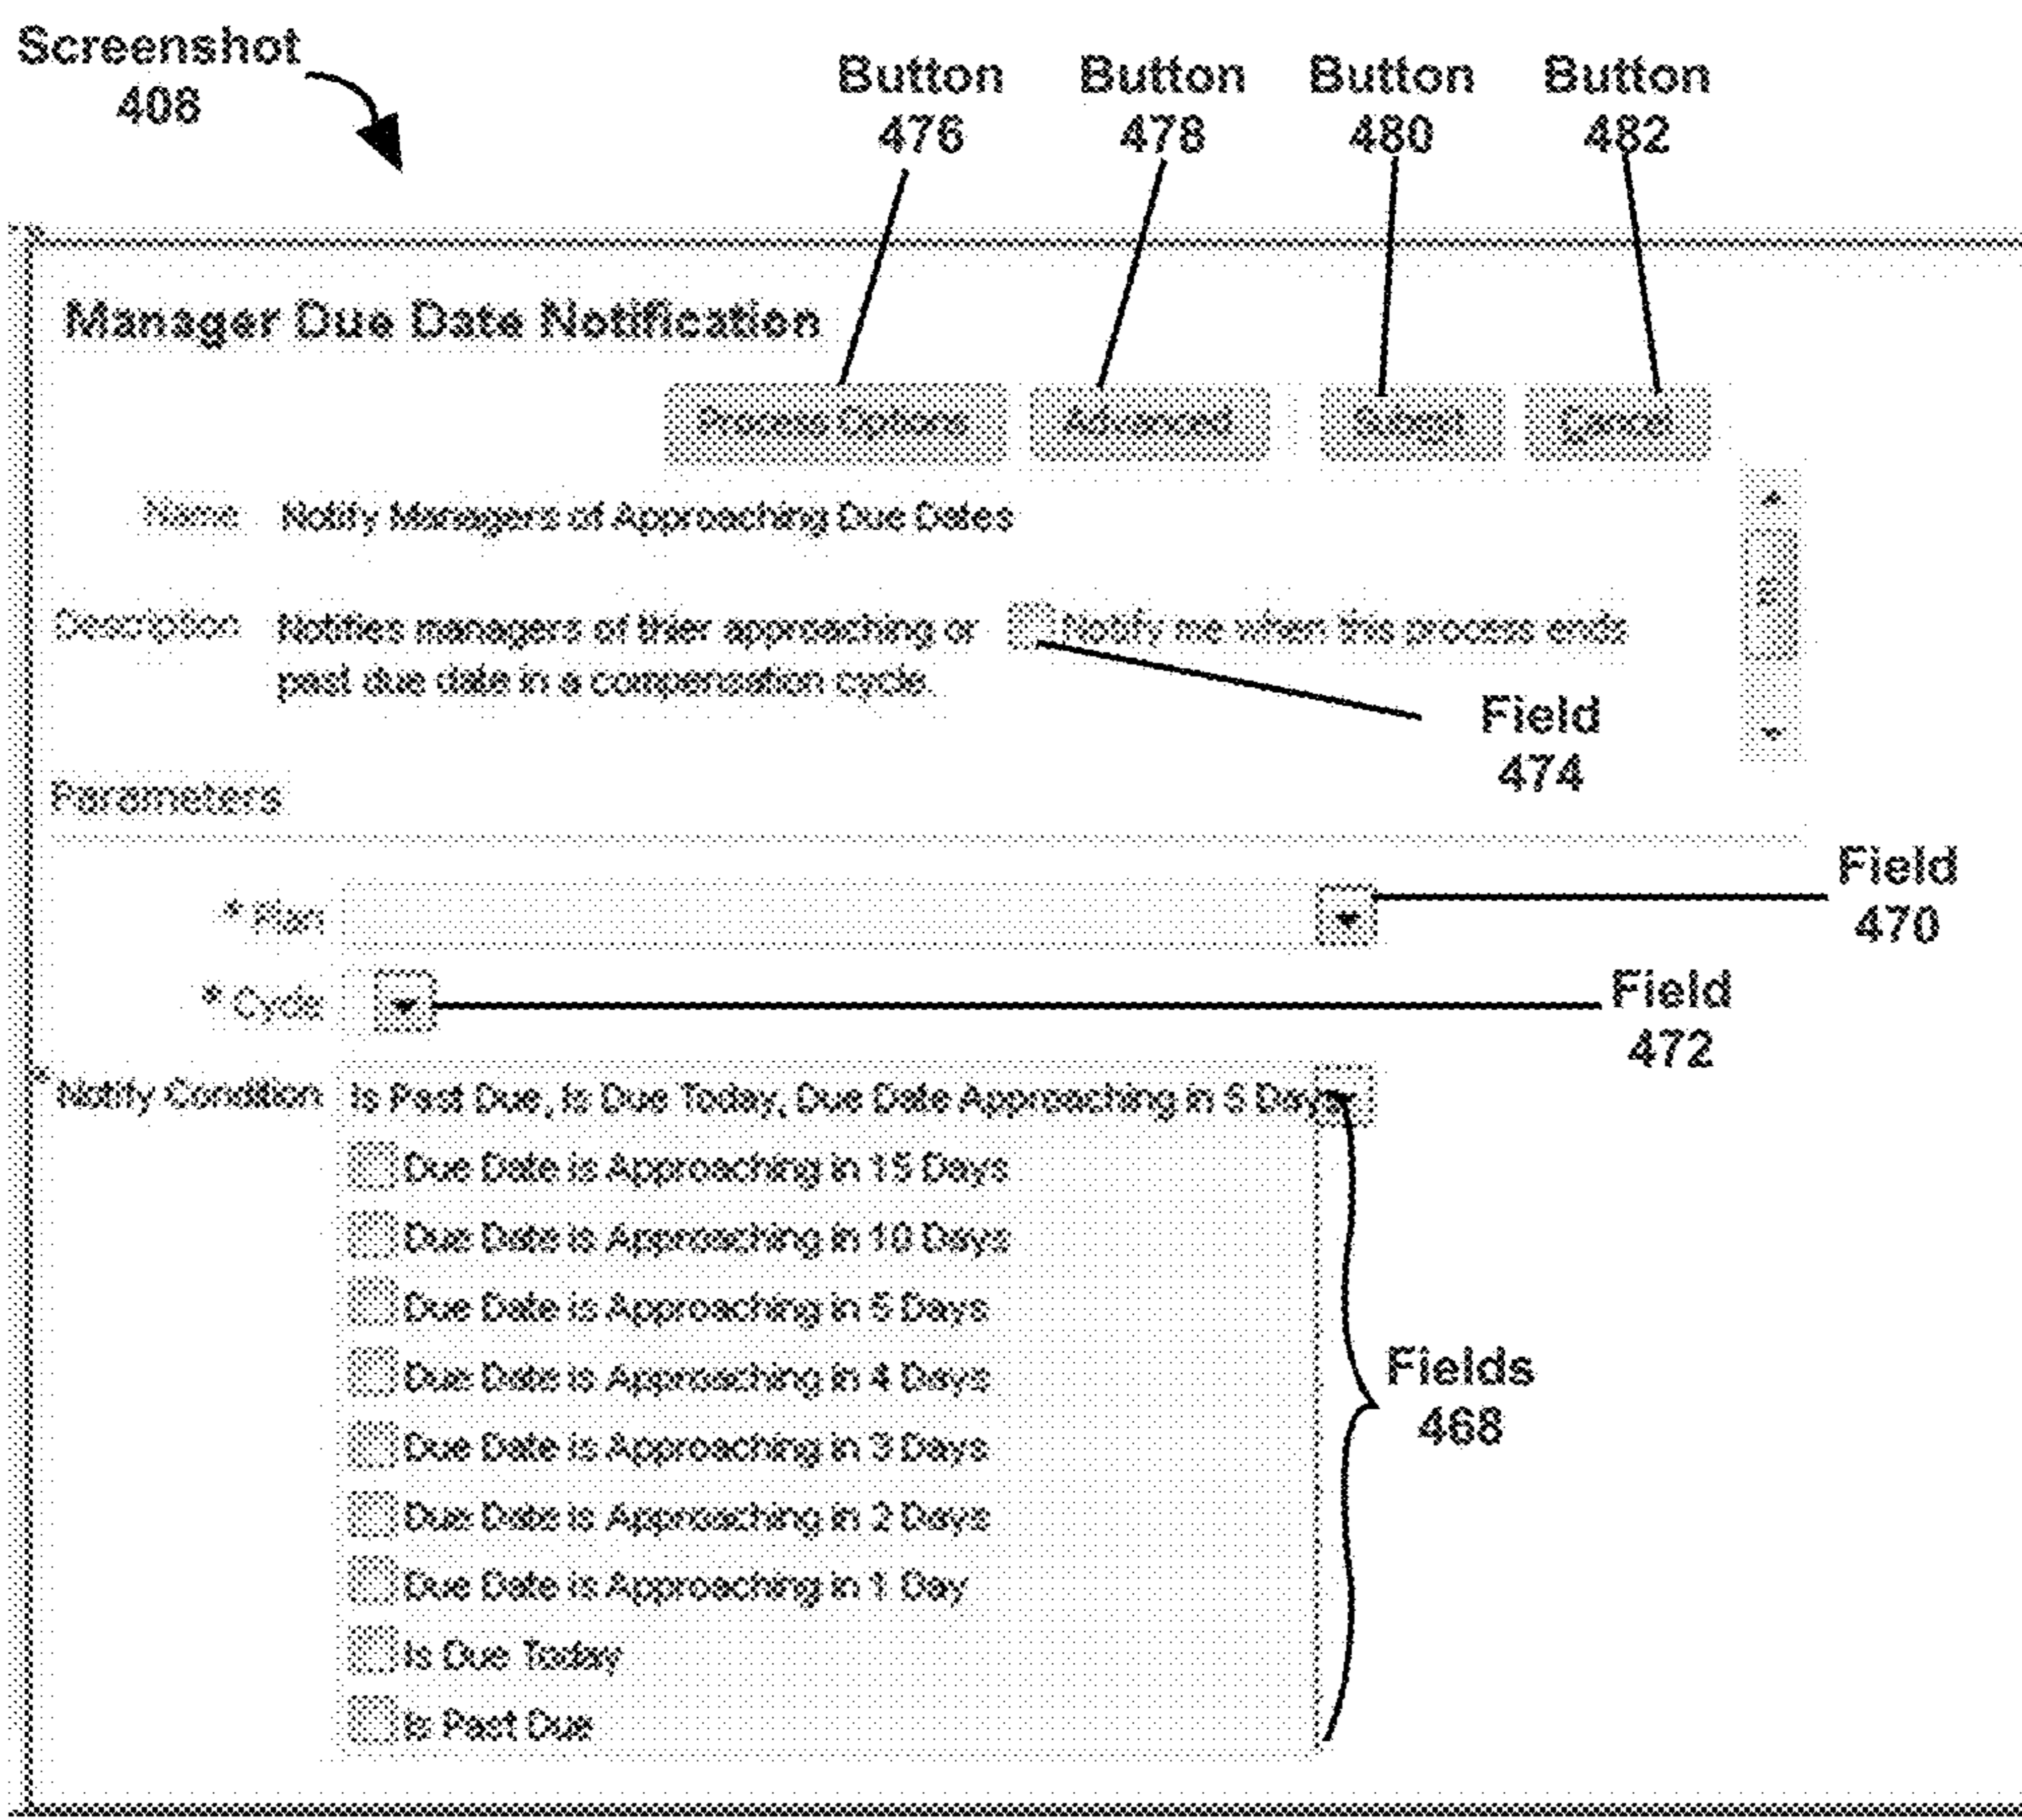 Screenshot
408
Button Button Button Button
476 478 480 482
Manager Due Date Notification
Process Options Advanced Submit Cancel
Name Notify Managers of Approaching Due Dates
Description Notifies managers of thier approaching or Notify me when this process ends
past due date in a compensation cycle.
Field
474
Parameters
Field
470
* Plan
* Cycle
Field
472
* Notify Condition Is Past Due, Is Due Today, Due Date Approaching in 5 Days
Due Date is Approaching in 15 Days
Due Date is Approaching in 10 Days
Due Date is Approaching in 5 Days
Due Date is Approaching in 4 Days
Fields
468
Due Date is Approaching in 3 Days
Due Date is Approaching in 2 Days
Due Date is Approaching in 1 Day
Is Due Today
Is Past Due